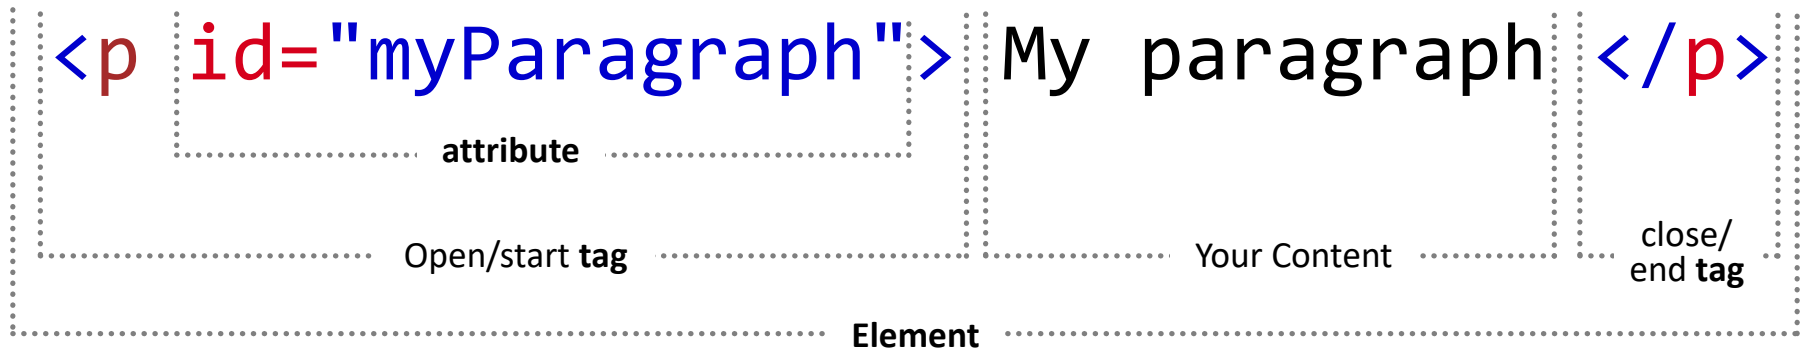 <p id="myParagraph"> My paragraph </p>
attribute
Open/start tag
Your Content
close/
end tag
Element